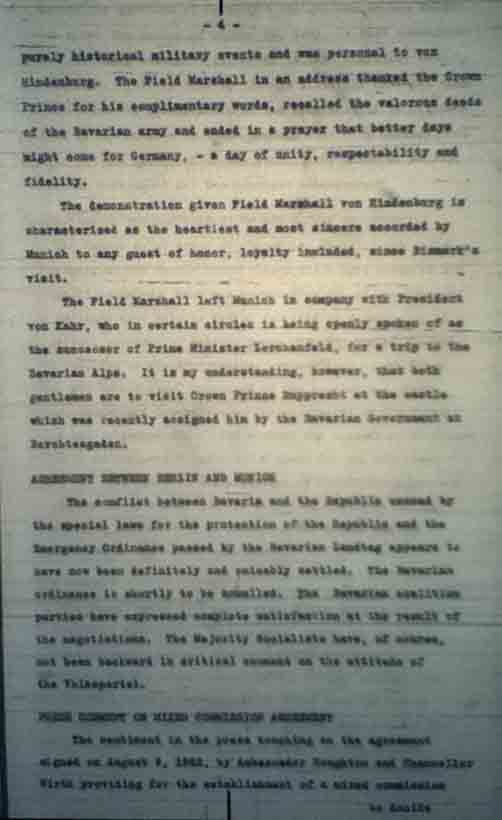 - 4 -
purely historical military events and was personal to von
Hindenburg. The Field Marshall in an address thanked the Crown
Prince for his complimentary words, recalled the valorous deeds
of the Bavarian army and ended in a prayer that better days
might come for Germany, - a day of unity, respectability and
fidelity.
The demonstration given Field Marshall von Hindenburg is
characterized as the heartiest and most sincere accorded by
Munich to any guest of honor, loyalty included, since Bismark's
visit.
The Field Marshall left Munich in company with President
von Kahr, who in certain circles is being openly spoken of as
the successor of Prime Minister Lerchenfeld, for a trip to the
Bavarian Alps. It is my understanding, however, that both
gentlemen are to visit Crown Prince Rupprecht at the castle
which was recently assigned him by the Bavarian Government at
Berchtesgaden.
AGREEMENT BETWEEN BERLIN AND MUNICH
The conflict between Bavaria and the Republic caused by
the special laws for the protection of the Republic and the
Emergency Ordinance passed by the Bavarian Landtag appears to
have now been definitely and amicably settled. The Bavarian
ordinance is shortly to be annulled. The Bavarian coalition
parties have expressed complete satisfaction at the result of
the negotiations. The Majority Socialists have, of course,
not been backward in critical comment on the attitude of
the Volkspartei.
PRESS COMMENT ON MIXED COMMISSION AGREEMENT
The sentiment in the press touching on the agreement
signed on August 1922, by Ambassador Houghton and Chancellor
Wirth providing for the establishment of a mixed commission
to decide